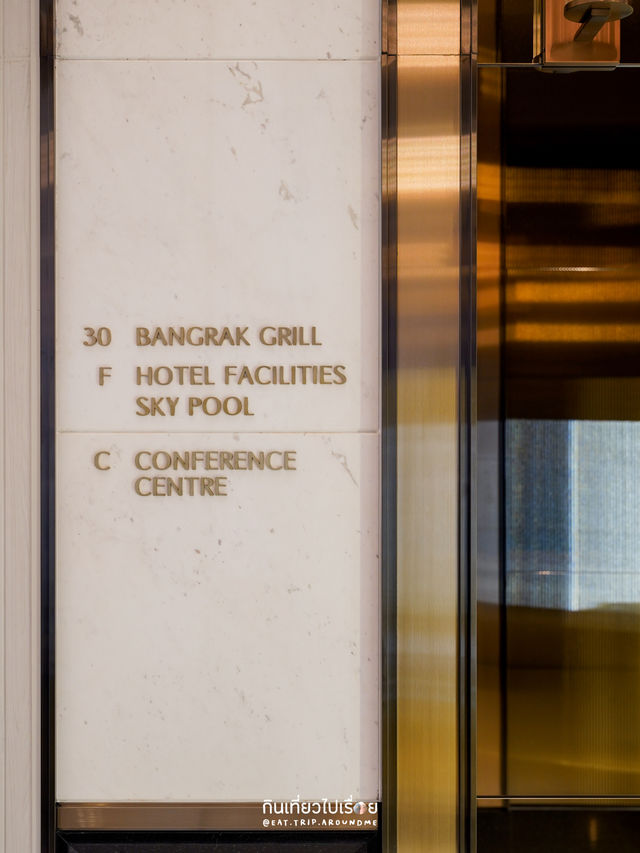 30 BANGRAK GRILL
F HOTEL FACILITIES
SKY POOL
C CONFERENCE
CENTRE
กินเที่ยวไปเรื่อย
@EAT.TRIP.AROUNDME